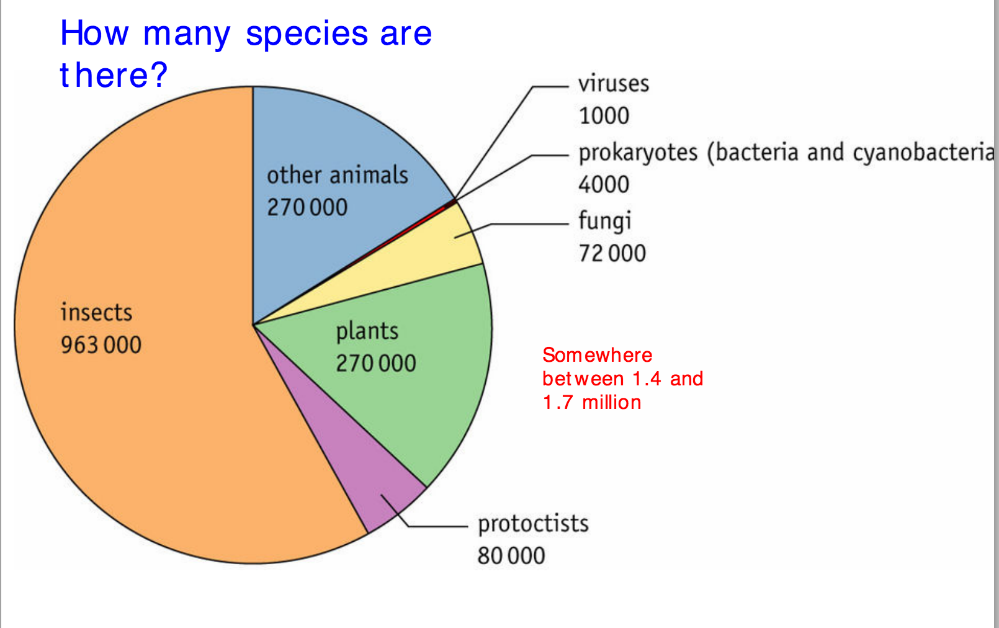 How many species are
there?
viruses
1000
prokaryotes (bacteria and cyanobacteria
4000
other animals
270 000
fungi
72 000
insects
963 000
plants
270 000
Somewhere
between 1.4 and
1.7 million
protoctists
80 000